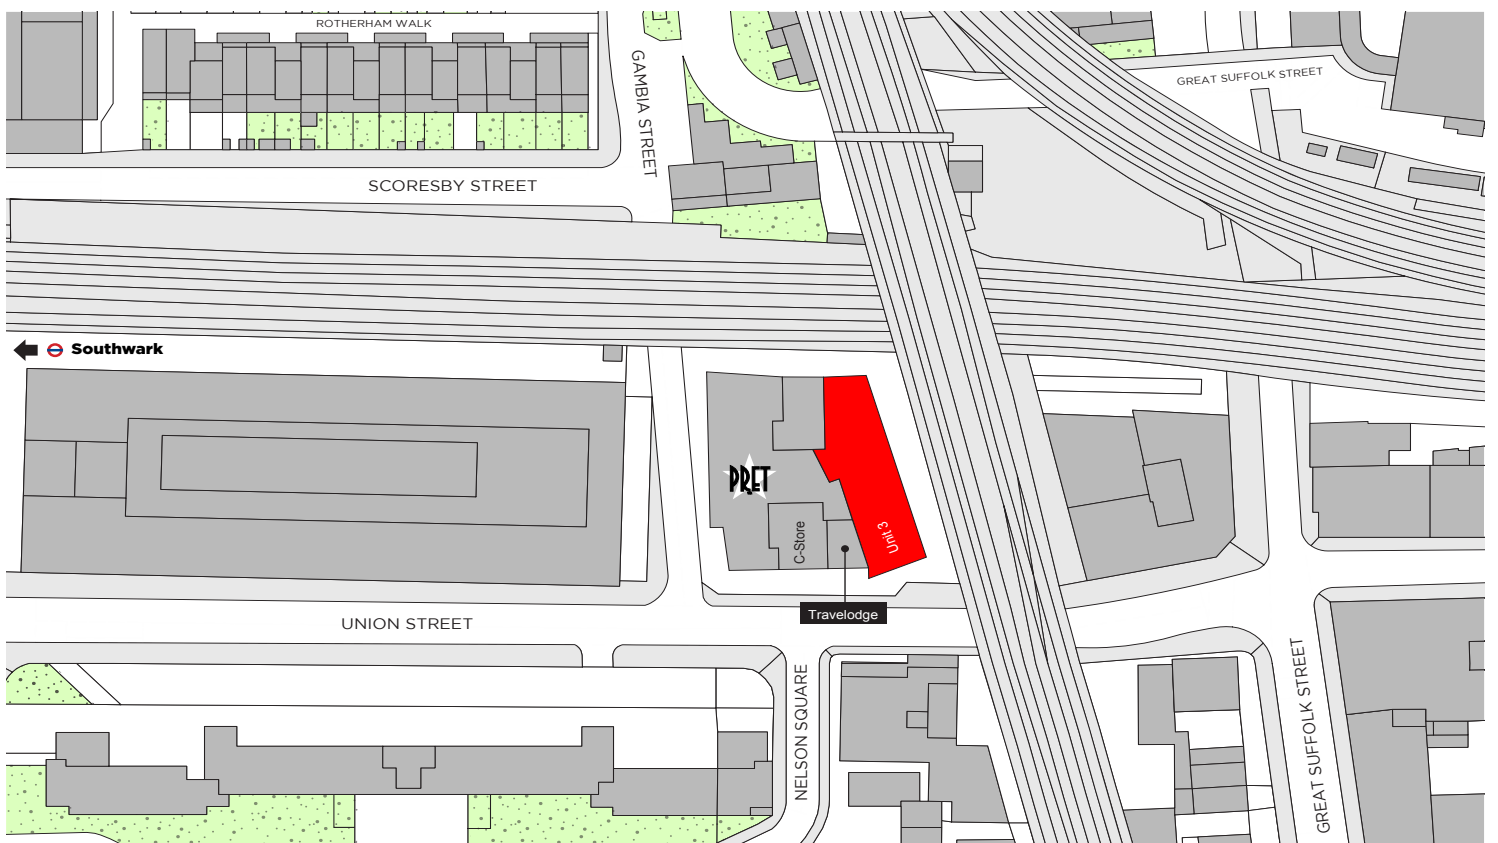 ROTHERHAM WALK
GAMBIA STREET
GREAT SUFFOLK STREET
SCORESBY STREET
Southwark
PRET
C-Store
Unit 3
Travelodge
UNION STREET
NELSON SQUARE
GREAT SUFFOLK STREET